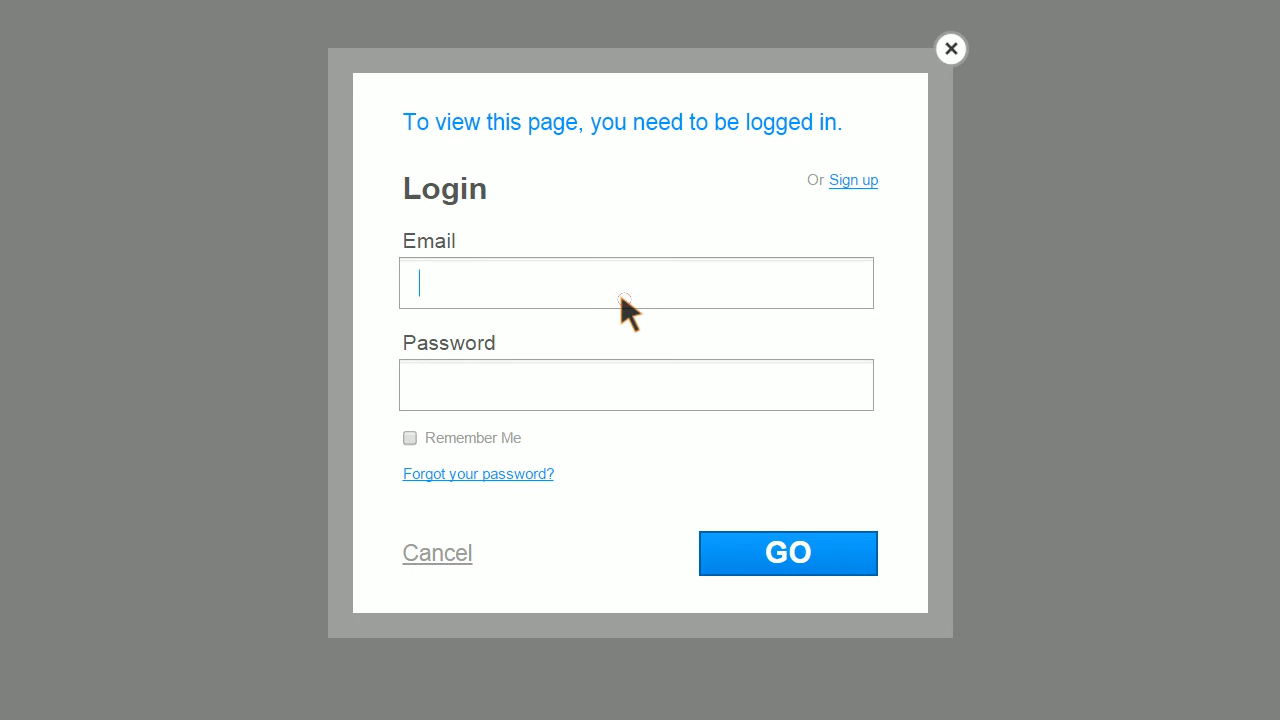 To view this page, you need to be logged in.
Login
Or Sign up
Email
Password
Remember Me
Forgot your password?
Cancel
GO